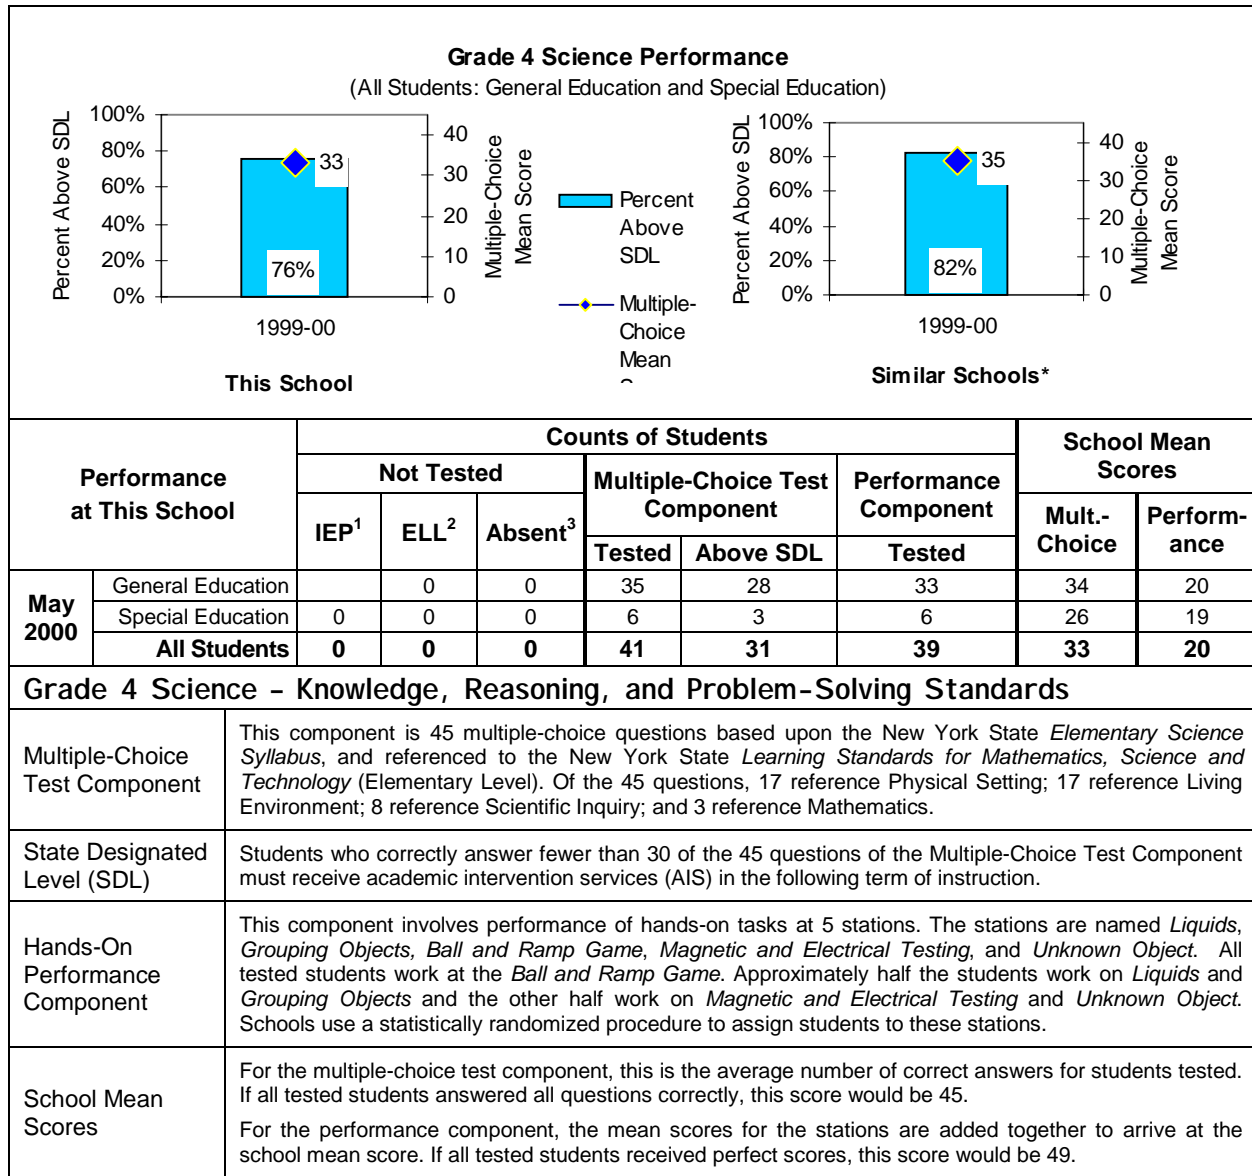 Grade 4 Science Performance
(All Students: General Education and Special Education)
Percent Above SDL
100%
80%
60%
40%
20%
0%
33
76%
40
30
20
10
0
Multiple-Choice
Mean Score
1999-00
This School
Percent
Above
SDL
Multiple-
Choice
Mean
Percent Above SDL
100%
80%
60%
40%
20%
0%
35
82%
40
30
20
10
0
Multiple-Choice
Mean Score
1999-00
Similar Schools*
Performance
at This School
Counts of Students
School Mean
Scores
Not Tested
Multiple-Choice Test
Component
Performance
Component
IEP1
ELL2
Absent3
Tested
Above SDL
Tested
Mult.-
Choice
Perform-
ance
May
2000
General Education 0 0 35 28 33 34 20
Special Education 0 0 0 6 3 6 26 19
All Students 0 0 0 41 31 39 33 20
Grade 4 Science – Knowledge, Reasoning, and Problem-Solving Standards
Multiple-Choice
Test Component
This component is 45 multiple-choice questions based upon the New York State Elementary Science
Syllabus, and referenced to the New York State Learning Standards for Mathematics, Science and
Technology (Elementary Level). Of the 45 questions, 17 reference Physical Setting; 17 reference Living
Environment; 8 reference Scientific Inquiry; and 3 reference Mathematics.
State Designated
Level (SDL)
Students who correctly answer fewer than 30 of the 45 questions of the Multiple-Choice Test Component
must receive academic intervention services (AIS) in the following term of instruction.
Hands-On
Performance
Component
This component involves performance of hands-on tasks at 5 stations. The stations are named Liquids,
Grouping Objects, Ball and Ramp Game, Magnetic and Electrical Testing, and Unknown Object. All
tested students work at the Ball and Ramp Game. Approximately half the students work on Liquids and
Grouping Objects and the other half work on Magnetic and Electrical Testing and Unknown Object.
Schools use a statistically randomized procedure to assign students to these stations.
School Mean
Scores
For the multiple-choice test component, this is the average number of correct answers for students tested.
If all tested students answered all questions correctly, this score would be 45.
For the performance component, the mean scores for the stations are added together to arrive at the
school mean score. If all tested students received perfect scores, this score would be 49.